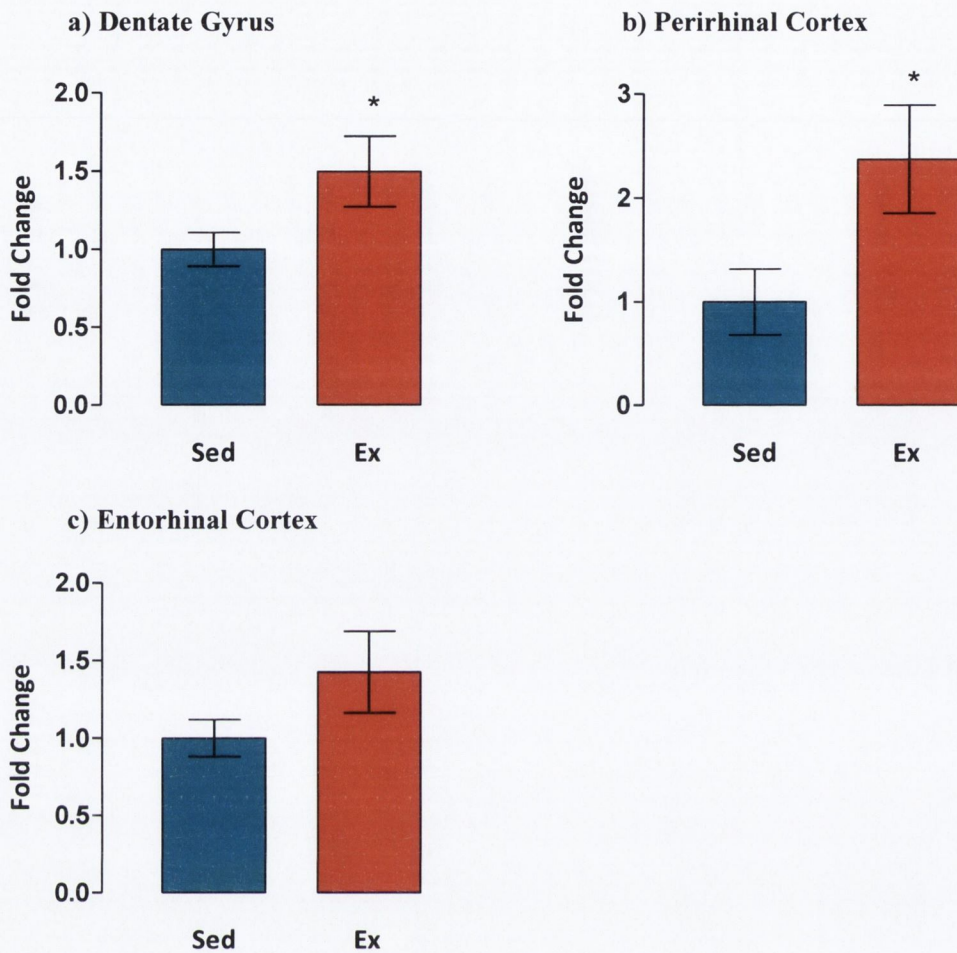 a) Dentate Gyrus
*
2.0
1.5
1.0
0.5
0.0
Fold Change
Sed Ex
b) Perirhinal Cortex
*
3
2
1
0
Fold Change
Sed Ex
c) Entorhinal Cortex
2.0
1.5
1.0
0.5
0.0
Fold Change
Sed Ex